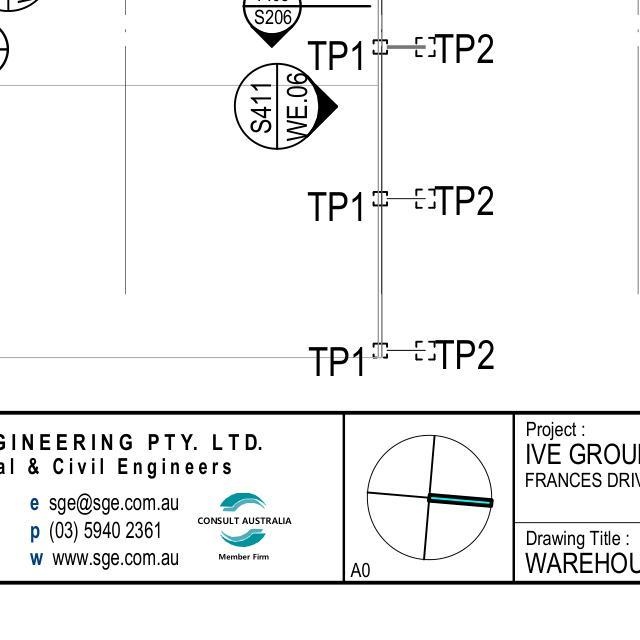 S206
TP1 TP2
S411
WE.06
TP1 TP2
TP1 TP2
GINEERING PTY. LTD.
al & Civil Engineers
e sge@sge.com.au
p (03) 5940 2361
w www.sge.com.au
CONSULT AUSTRALIA
Member Firm
A0
Project :
IVE GROU
FRANCES DRIV
Drawing Title :
WAREHOU